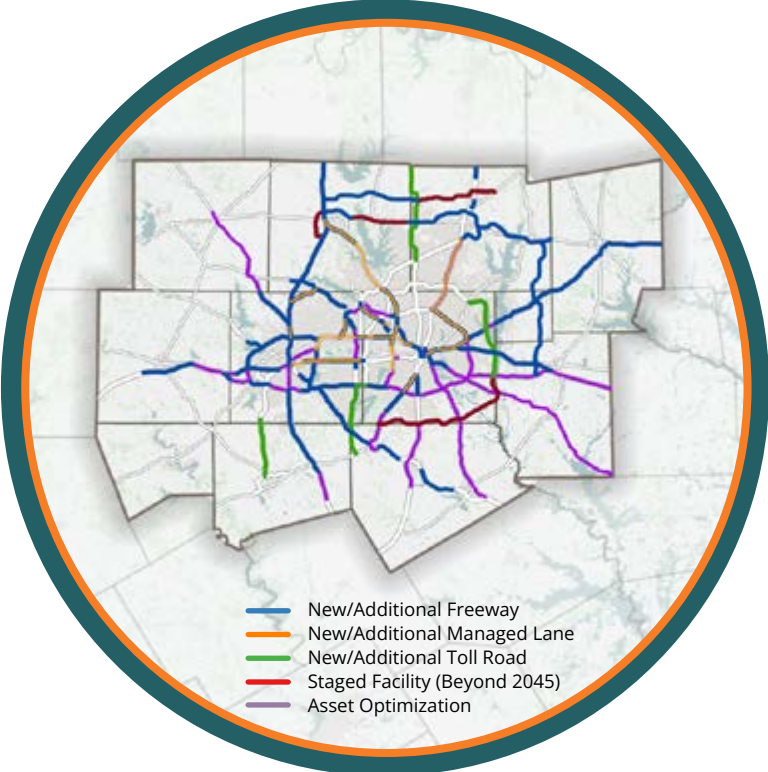 New/Additional Freeway
New/Additional Managed Lane
New/Additional Toll Road
Staged Facility (Beyond 2045)
Asset Optimization